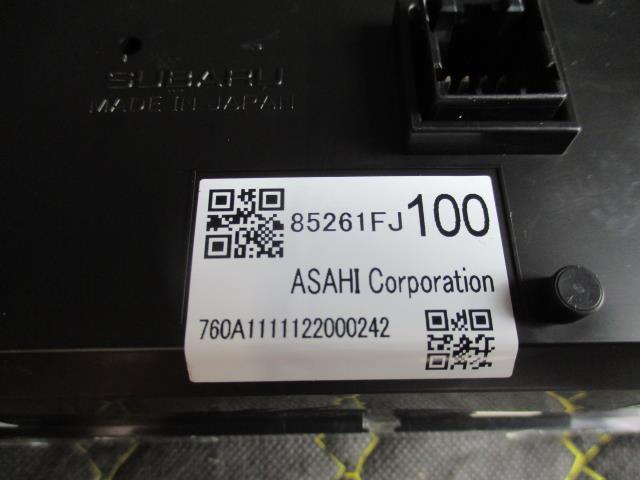 SUBARU
MADE IN JAPAN
85261FJ100
ASAHI Corporation
760A1111122000242